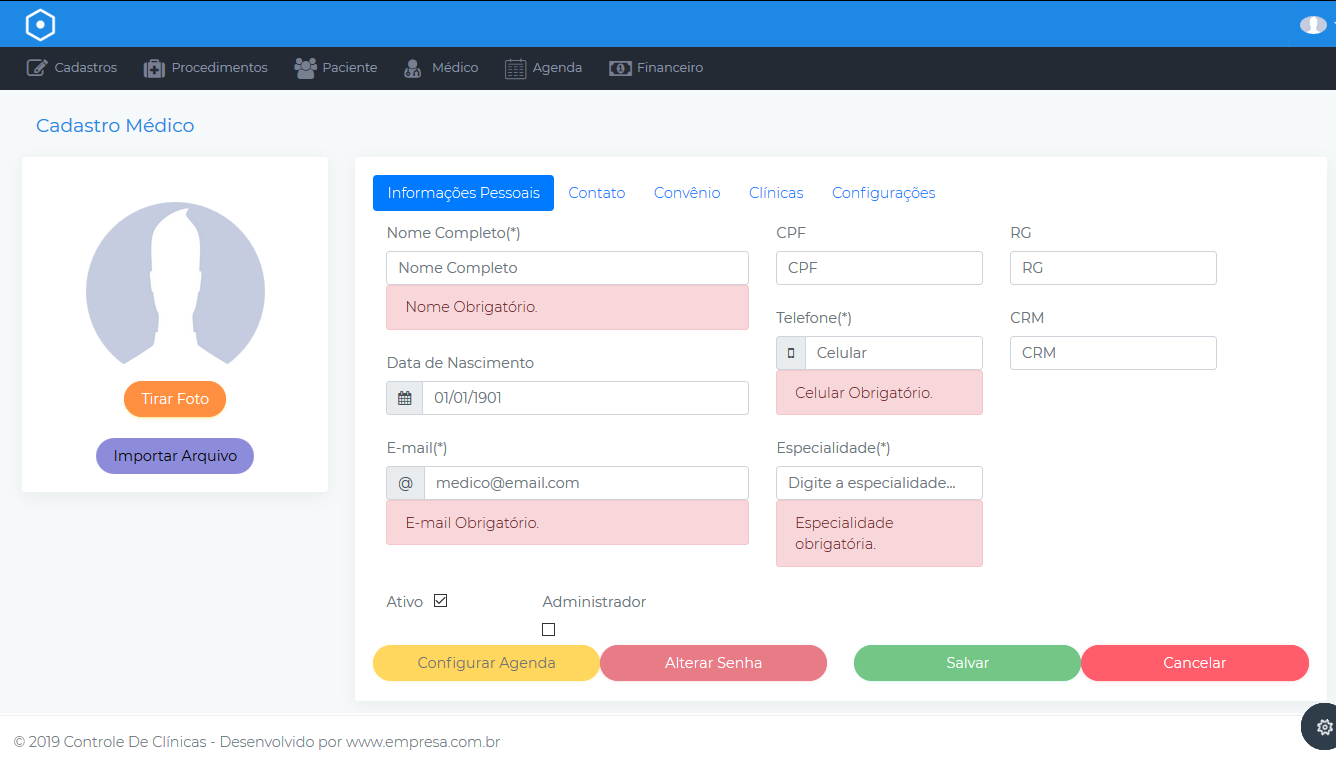 Cadastros Procedimentos Paciente Médico Agenda Financeiro
Cadastro Médico
Tirar Foto
Importar Arquivo
Informações Pessoais Contato Convênio Clínicas Configurações
Nome Completo(*) CPF RG
Nome Completo CPF RG
Nome Obrigatório.
Telefone(*) CRM
Celular CRM
Celular Obrigatório.
Data de Nascimento
01/01/1901
E-mail(*) Especialidade(*)
@ medico@email.com Digite a especialidade...
E-mail Obrigatório. Especialidade
obrigatória.
Ativo Administrador
Configurar Agenda Alterar Senha Salvar Cancelar
© 2019 Controle De Clínicas - Desenvolvido por www.empresa.com.br